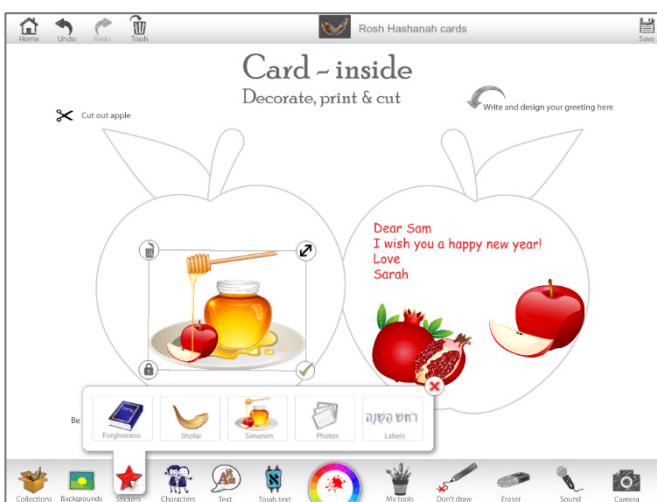 Home
Undo
Redo
Trash
Rosh Hashanah cards
Save
Card - inside
Decorate, print & cut
Cut out apple
Write and design your greeting here
Dear Sam
I wish you a happy new year!
Love
Sarah
Be
Forgiveness
Shofar
Simanim
Photos
Labels
Collections
Backgrounds
Stickers
Characters
Text
Torah text
My tools
Don't draw
Eraser
Sound
Camera